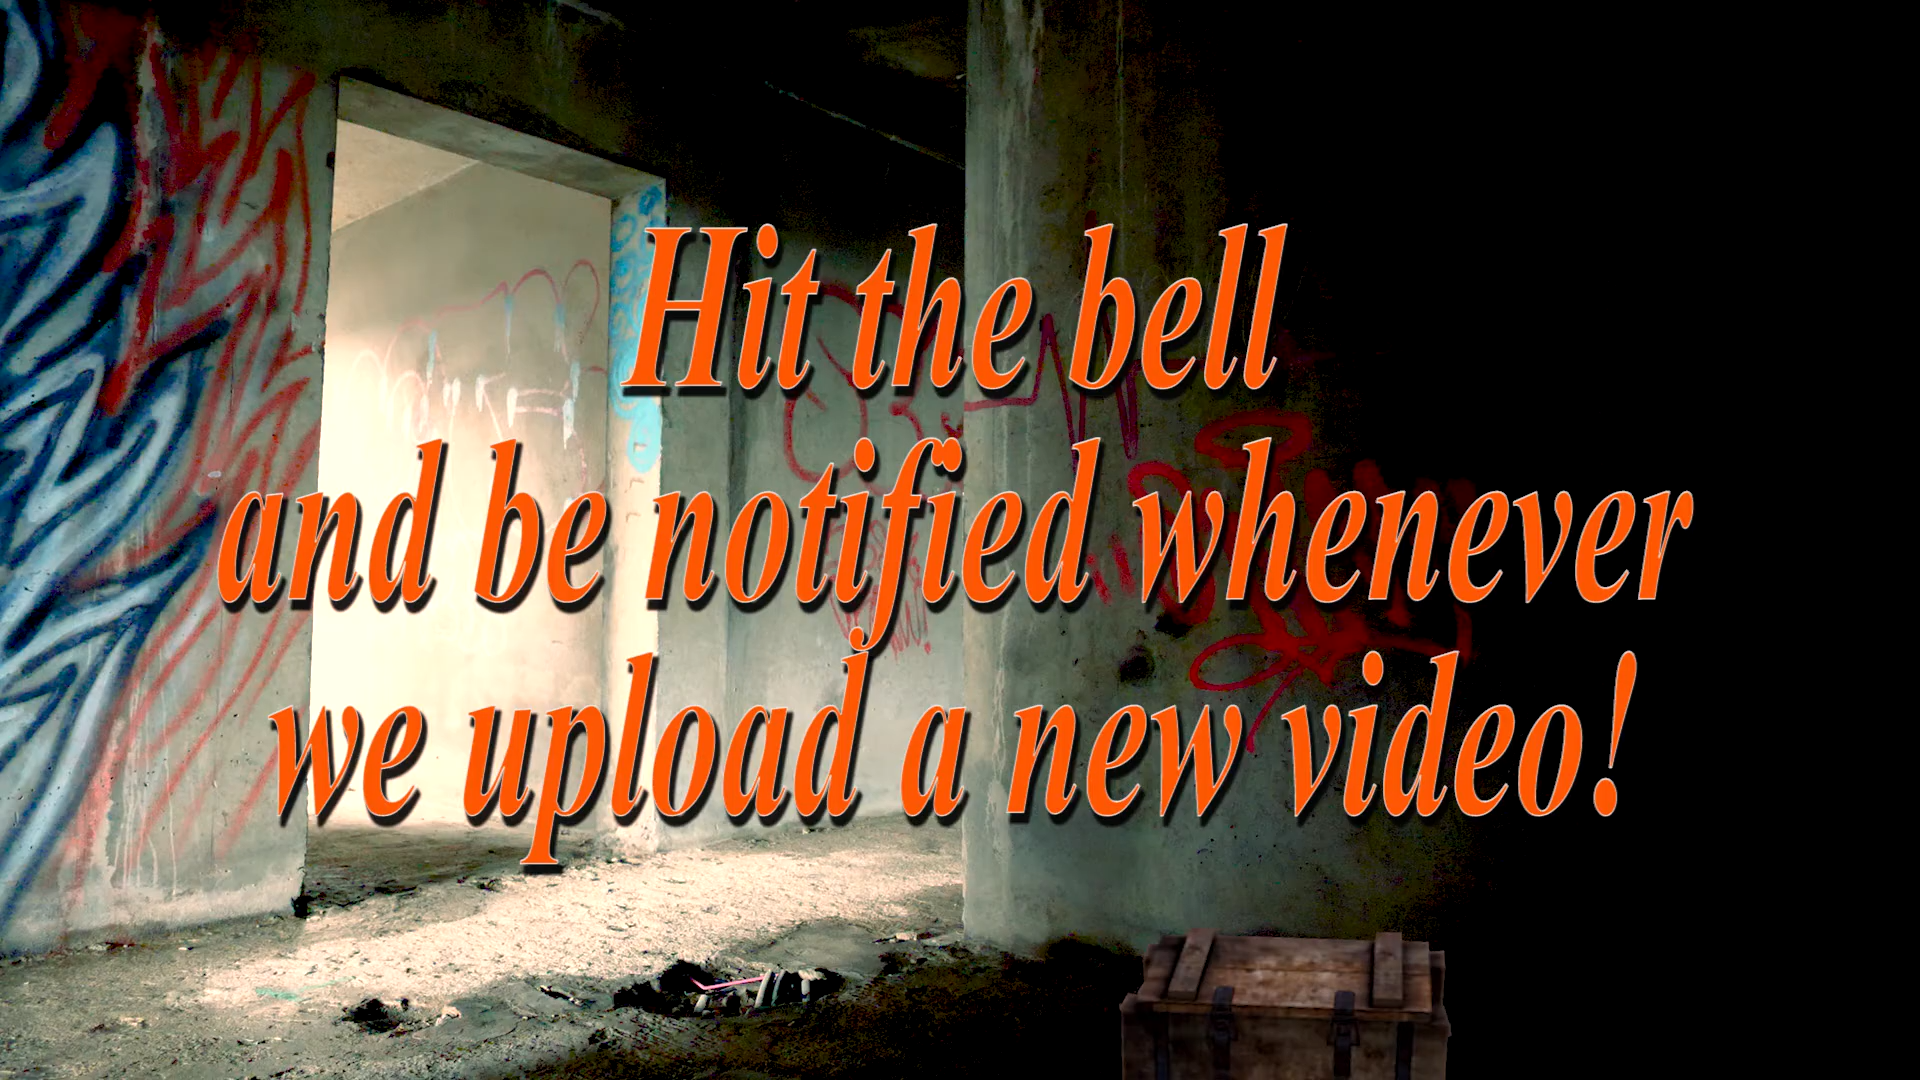 Hit the bell
and be notified whenever
we upload a new video!